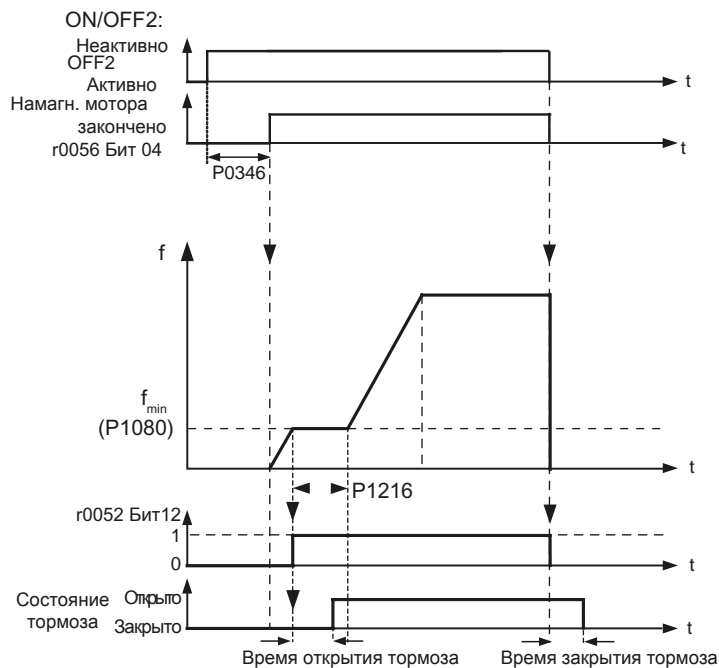 ON/OFF2:
Неактивно
OFF2
Активно
t
Намагн. мотора
закончено
r0056 Бит 04
t
P0346
f
f min
(P1080)
t
P1216
r0052 Бит12
1
0
t
Состояние тормоза
Открыто
Закрыто
t
Время открытия тормоза
Время закрытия тормоза